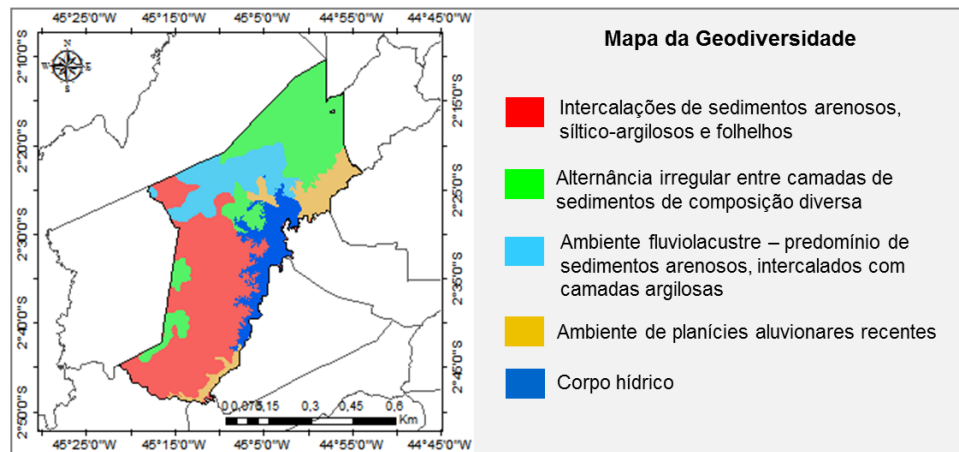 45°25'0"S 45°15'0"S 45°5'0"S 44°55'0"S 44°45'0"S
2°10'0"S
2°20'0"S
2°30'0"S
2°40'0"S
2°50'0"S
N
W E
S
2°15'0"S
2°25'0"S
2°35'0"S
2°45'0"S
0 0,075 0,15 0,3 0,45 0,6
Km
45°25'0"S 45°15'0"S 45°5'0"S 44°55'0"S
Mapa da Geodiversidade
Intercalações de sedimentos arenosos,
síltico-argilosos e folhelhos
Alternância irregular entre camadas de
sedimentos de composição diversa
Ambiente fluviolacustre – predomínio de
sedimentos arenosos, intercalados com
camadas argilosas
Ambiente de planícies aluvionares recentes
Corpo hídrico